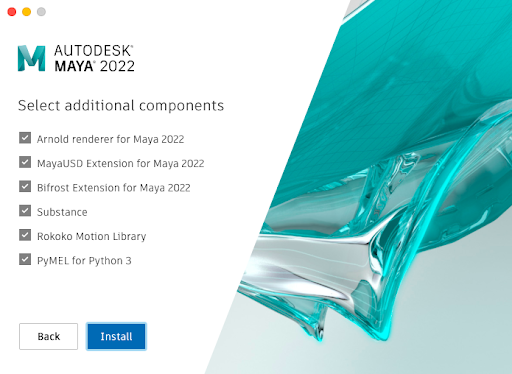 AUTODESK®
MAYA® 2022
Select additional components
Arnold renderer for Maya 2022
MayaUSD Extension for Maya 2022
Bifrost Extension for Maya 2022
Substance
Rokoko Motion Library
PyMEL for Python 3
Back Install